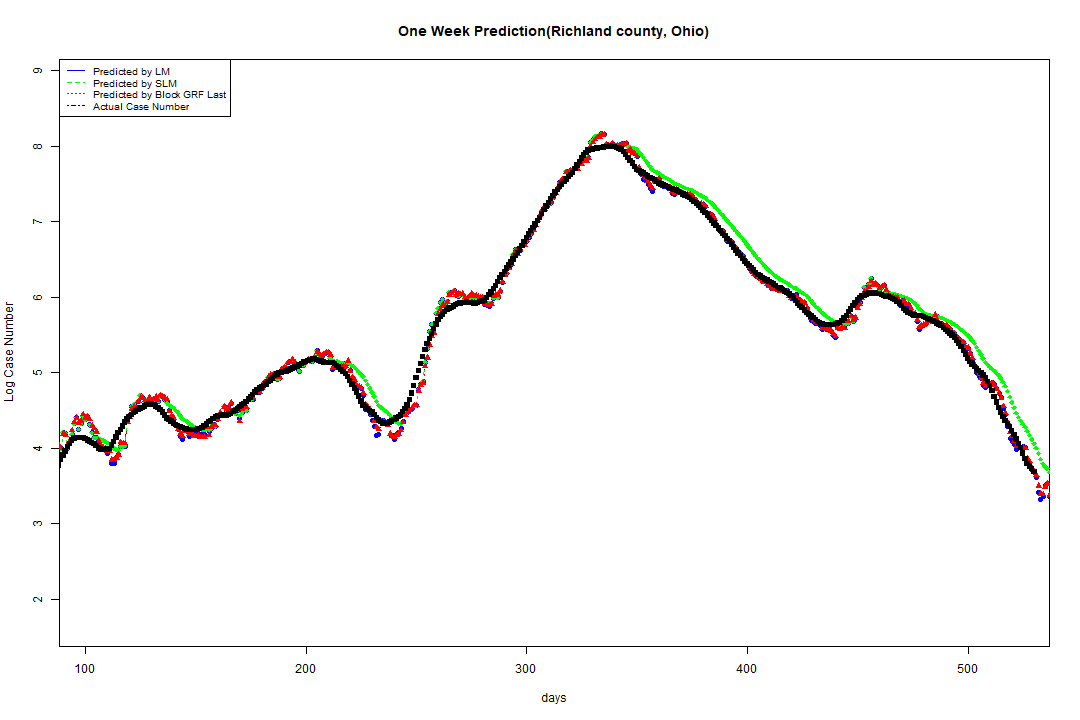 One Week Prediction(Richland county, Ohio)
Predicted by LM
Predicted by SLM
Predicted by Block GRF Last
Actual Case Number
9
8
7
6
5
4
3
2
Log Case Number
100 200 300 400 500
days